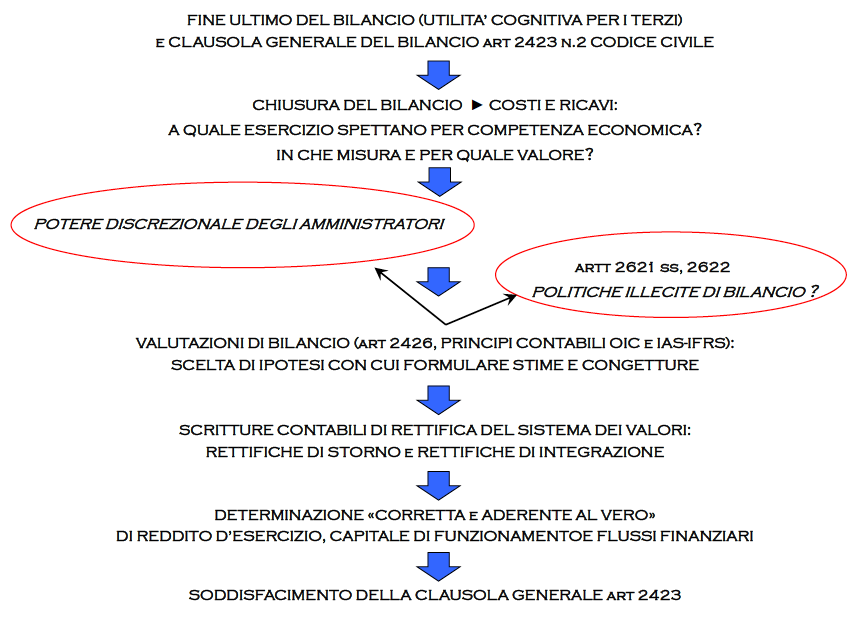 FINE ULTIMO DEL BILANCIO (UTILITA' COGNITIVA PER I TERZI)
E CLAUSOLA GENERALE DEL BILANCIO ART 2423 N.2 CODICE CIVILE
CHIUSURA DEL BILANCIO ► COSTI E RICAVI:
A QUALE ESERCIZIO SPETTANO PER COMPETENZA ECONOMICA?
IN CHE MISURA E PER QUALE VALORE?
POTERE DISCREZIONALE DEGLI AMMINISTRATORI
ARTT 2621 SS, 2622
POLITICHE ILLECITE DI BILANCIO ?
VALUTAZIONI DI BILANCIO (ART 2426, PRINCIPI CONTABILI OIC E IAS-IFRS):
SCELTA DI IPOTESI CON CUI FORMULARE STIME E CONGETTURE
SCRITTURE CONTABILI DI RETTIFICA DEL SISTEMA DEI VALORI:
RETTIFICHE DI STORNO E RETTIFICHE DI INTEGRAZIONE
DETERMINAZIONE «CORRETTA E ADERENTE AL VERO»
DI REDDITO D'ESERCIZIO, CAPITALE DI FUNZIONAMENTOE FLUSSI FINANZIARI
SODDISFACIMENTO DELLA CLAUSOLA GENERALE ART 2423